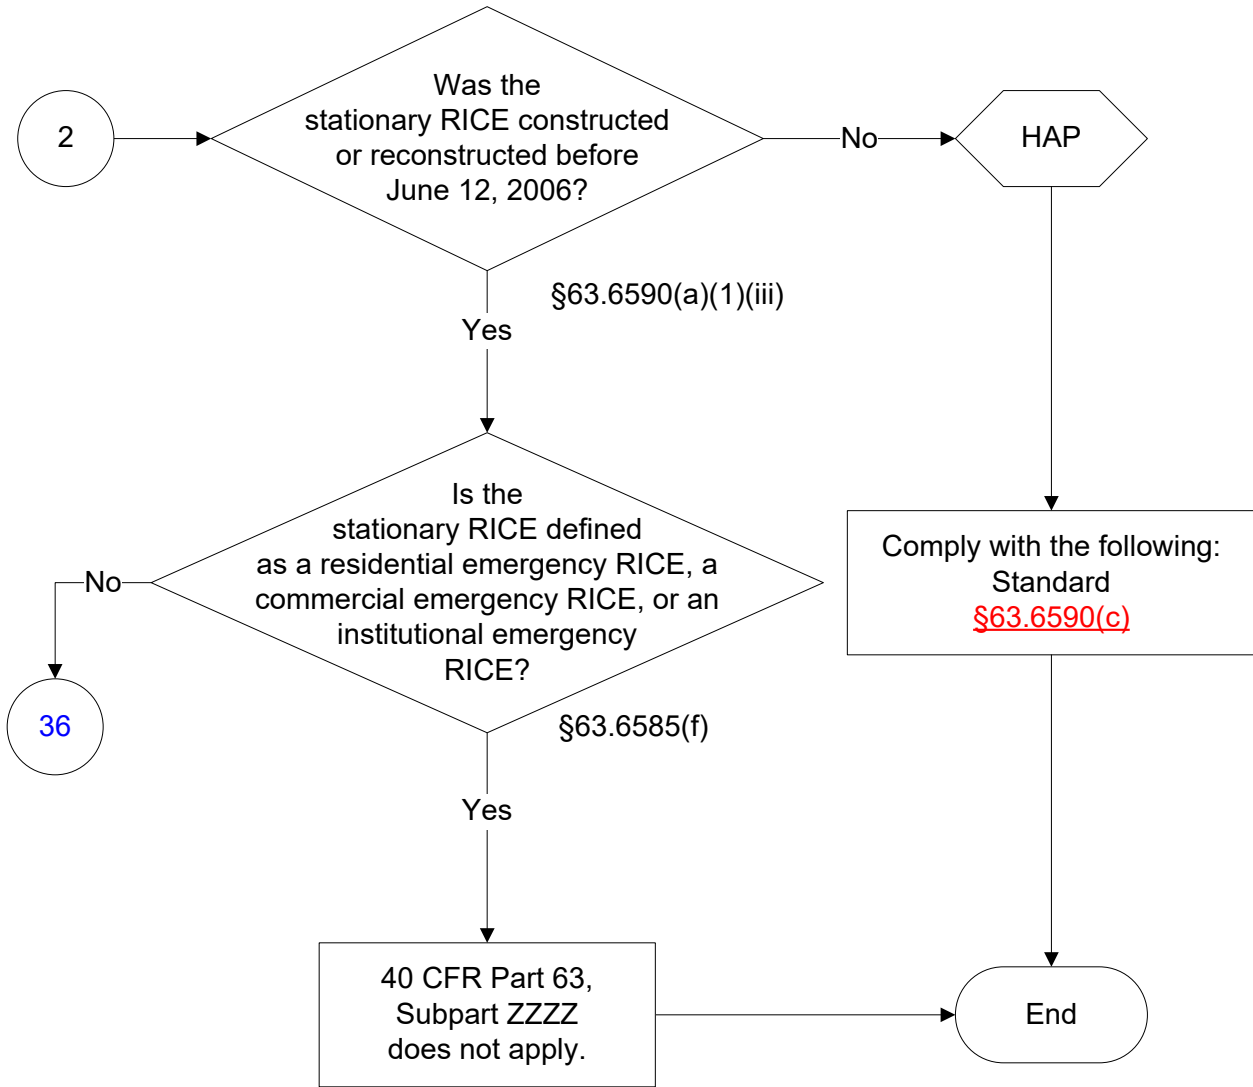 2
Was the
stationary RICE constructed
or reconstructed before
June 12, 2006?
No
HAP
§63.6590(a)(1)(iii)
Yes
Is the
stationary RICE defined
as a residential emergency RICE, a
commercial emergency RICE, or an
institutional emergency
RICE?
No
36
§63.6585(f)
Comply with the following:
Standard
§63.6590(c)
Yes
40 CFR Part 63,
Subpart ZZZZ
does not apply.
End